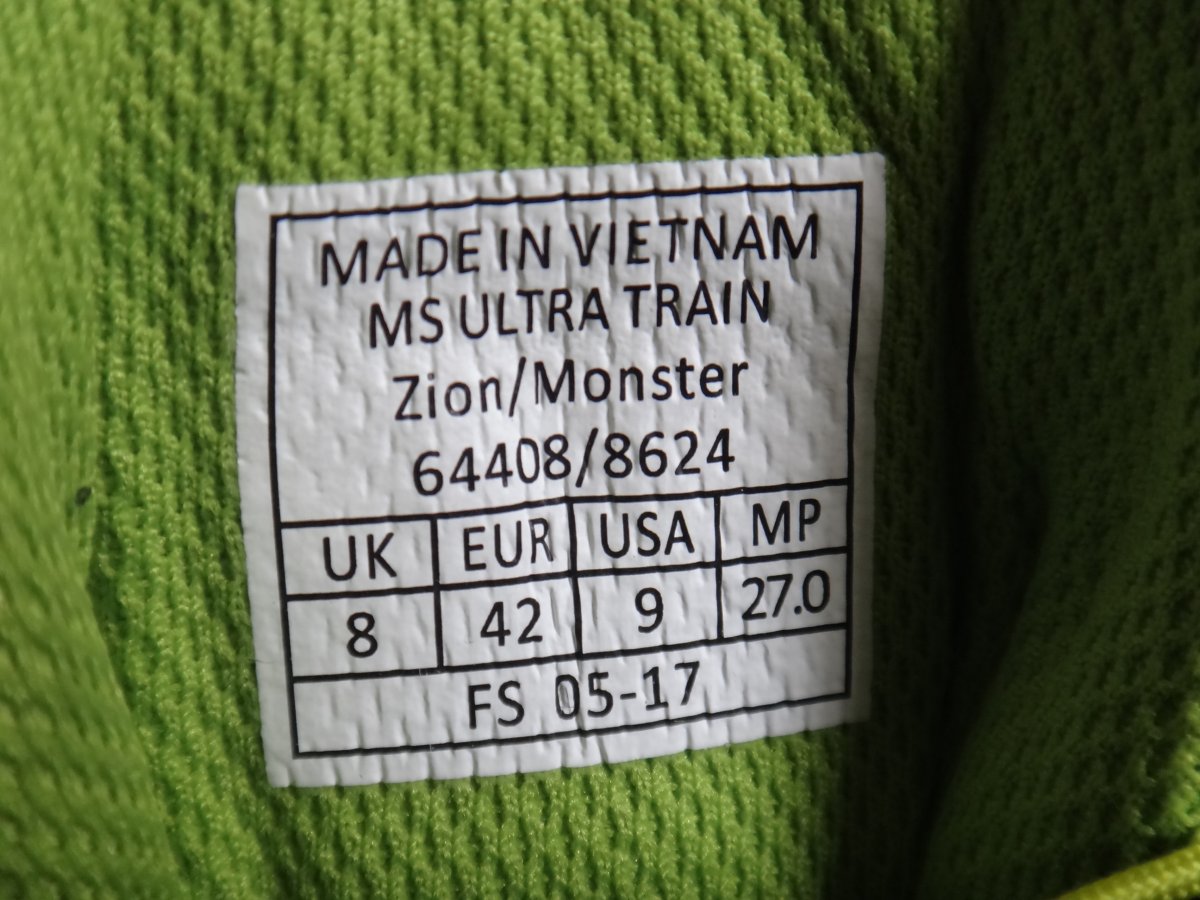 MADE IN VIETNAM
MS ULTRA TRAIN
Zion/Monster
64408/8624
UK EUR USA MP
8 42 9 27.0
FS 05-17